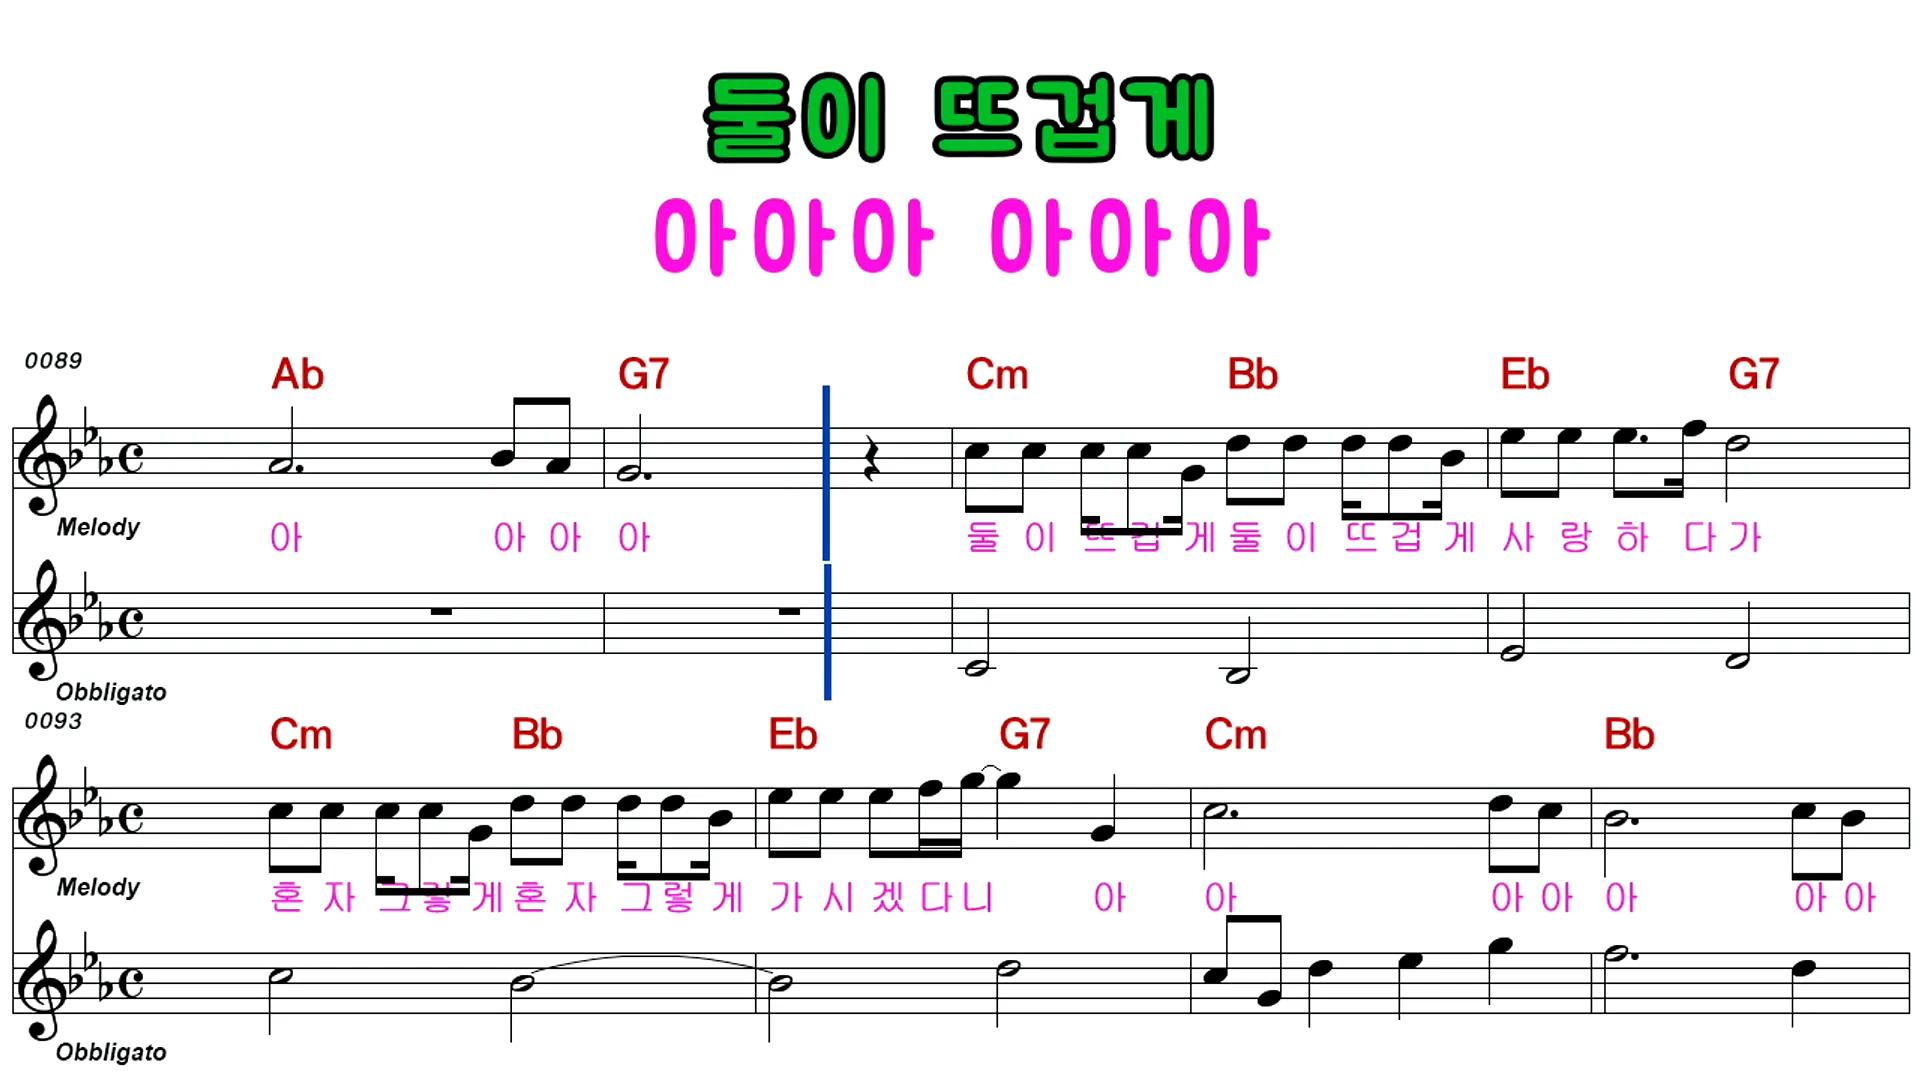 둘이 뜨겁게
아아아 아아아
0089
Ab G7 Cm Bb Eb G7
Melody
아 아 아 아 둘 이 뜨 겁 게 둘 이 뜨 겁 게 사 랑 하 다 가
Obbligato
0093
Cm Bb Eb G7 Cm Bb
Melody
혼 자 그 렇 게 혼 자 그 렇 게 가 시 겠 다 니 아 아 아 아 아 아 아
Obbligato